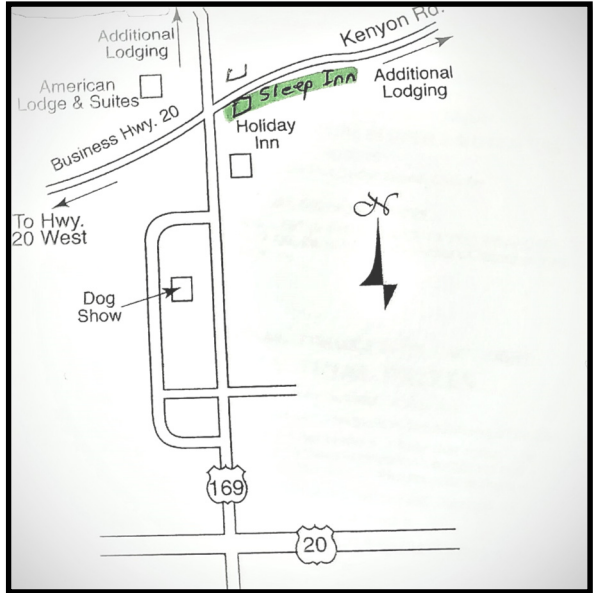 Additional
Lodging
Kenyon Rd.
Additional
Lodging
American
Lodge & Suites
Sleep Inn
Holiday
Inn
Business Hwy. 20
To Hwy.
20 West
N
Dog
Show
169
20